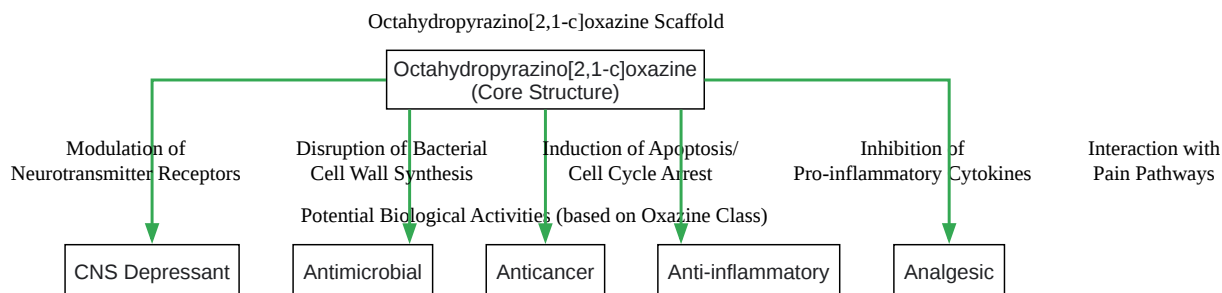 Octahydropyrazino[2,1-c]oxazine Scaffold
Octahydropyrazino[2,1-c]oxazine
(Core Structure)
Modulation of
Neurotransmitter Receptors
Disruption of Bacterial
Cell Wall Synthesis
Induction of Apoptosis/
Cell Cycle Arrest
Inhibition of
Pro-inflammatory Cytokines
Interaction with
Pain Pathways
Potential Biological Activities (based on Oxazine Class)
CNS Depressant
Antimicrobial
Anticancer
Anti-inflammatory
Analgesic